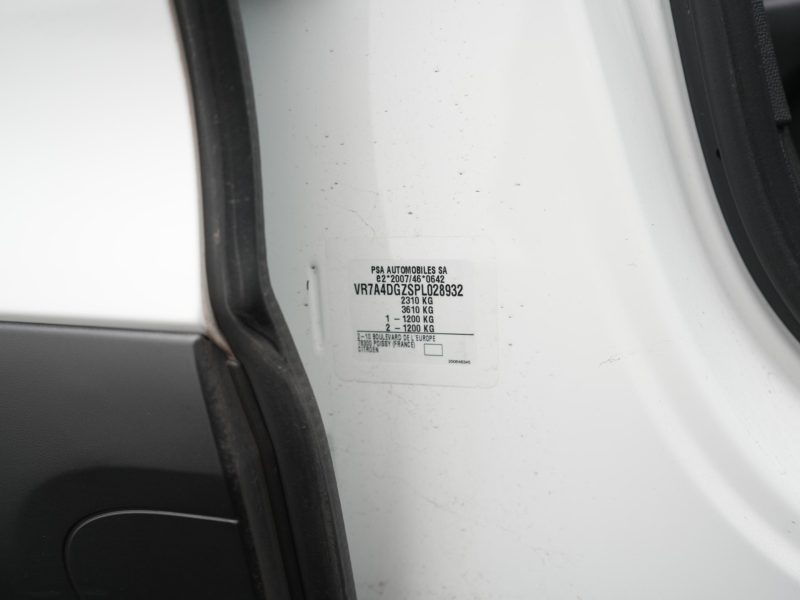 PSA AUTOMOBILES SA
e2*2007/46*0642
VR7A4DGZSPL028932
2310 KG
3610 KG
1 - 1200 KG
2 - 1200 KG
2-10 BOULEVARD DE L'EUROPE
78300 POISSY (FRANCE)
CITROEN